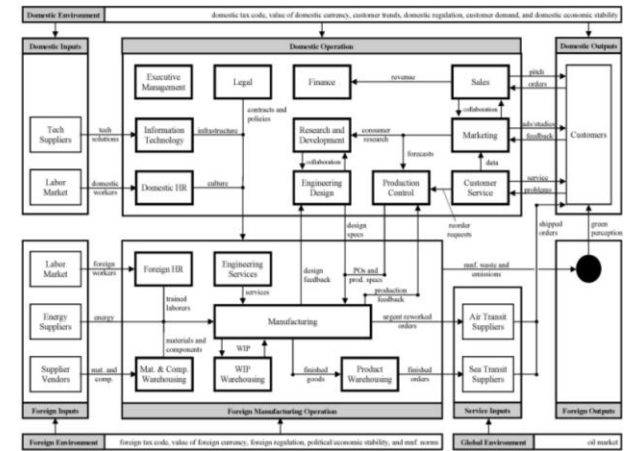 Domestic Environment
domestic tax code, value of domestic currency, customer trends, domestic regulation, customer demand, and domestic economic stability
Domestic Inputs
Domestic Operation
Domestic Outputs
Executive
Management
Legal
Finance
revenue
Sales
pitch
orders
contracts and
policies
collaboration
Tech
Suppliers
tech
solutions
Information
Technology
infrastructure
Research and
Development
consumer
research
Marketing
ads/studies
feedback
Customers
collaboration
forecasts
data
Labor
Market
domestic
workers
Domestic HR
culture
Engineering
Design
Production
Control
Customer
Service
service
problems
design
specs
reorder
requests
shipped
orders
green
perception
Labor
Market
foreign
workers
Foreign HR
Engineering
Services
design
feedback
POs and
prod. specs
mnf. waste and
emissions
trained
laborers
services
production
feedback
Energy
Suppliers
energy
Manufacturing
urgent reworked
orders
Air Transit
Suppliers
materials and
components
WIP
Supplier
Vendors
mat. and
comp.
Mat. & Comp.
Warehousing
WIP
Warehousing
finished
goods
Product
Warehousing
finished
orders
Sea Transit
Suppliers
Foreign Inputs
Foreign Manufacturing Operation
Service Inputs
Foreign Outputs
Foreign Environment
foreign tax code, value of foreign currency, foreign regulation, political economic stability, and mnf. norms
Global Environment
oil market